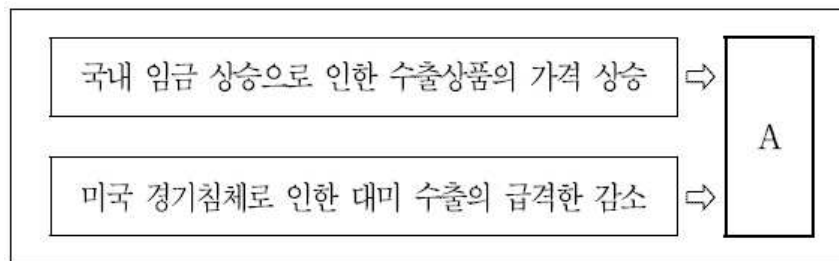 국내 임금 상승으로 인한 수출상품의 가격 상승 ⇨
A
미국 경기침체로 인한 대미 수출의 급격한 감소 ⇨